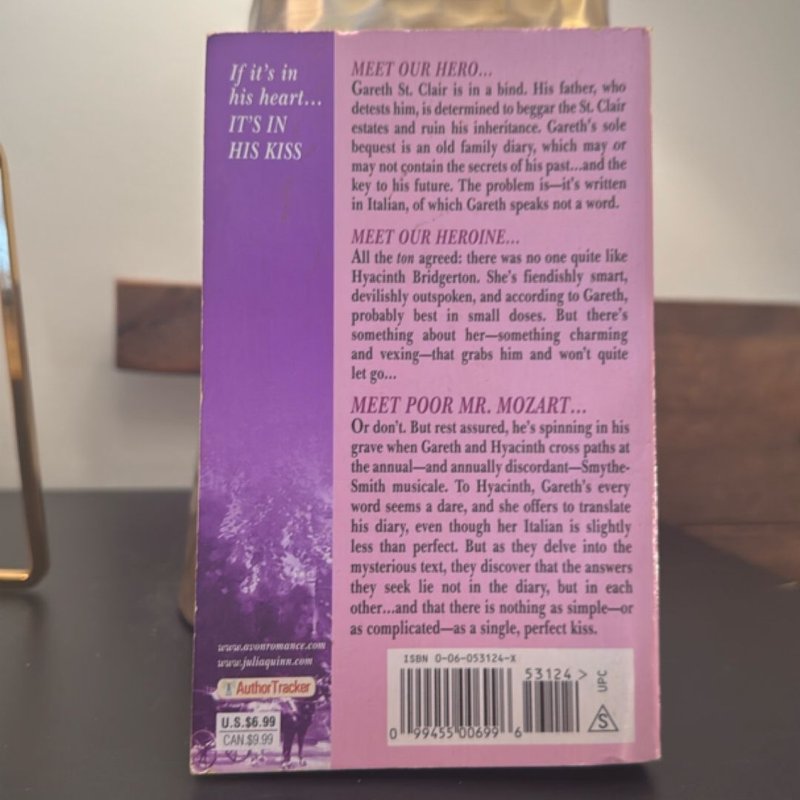 If it's in
his heart...
IT'S IN
HIS KISS
MEET OUR HERO...
Gareth St. Clair is in a bind. His father, who
detests him, is determined to beggar the St. Clair
estates and ruin his inheritance. Gareth's sole
bequest is an old family diary, which may or
may not contain the secrets of his past...and the
key to his future. The problem is—it's written
in Italian, of which Gareth speaks not a word.
MEET OUR HEROINE...
All the ton agreed: there was no one quite like
Hyacinth Bridgerton. She's fiendishly smart,
devilishly outspoken, and according to Gareth,
probably best in small doses. But there's
something about her—something charming
and vexing—that grabs him and won't quite
let go...
MEET POOR MR. MOZART...
Or don't. But rest assured, he's spinning in his
grave when Gareth and Hyacinth cross paths at
the annual—and annually discordant—Smythe-
Smith musicale. To Hyacinth, Gareth's every
word seems a dare, and she offers to translate
his diary, even though her Italian is slightly
less than perfect. But as they delve into the
mysterious text, they discover that the answers
they seek lie not in the diary, but in each
other...and that there is nothing as simple—or
as complicated—as a single, perfect kiss.
www.avonromance.com
www.juliaquinn.com
AuthorTracker
U.S.$6.99
CAN.$9.99
ISBN 0-06-053124-X
53124 >
UPC
S
0 99455 00699 6